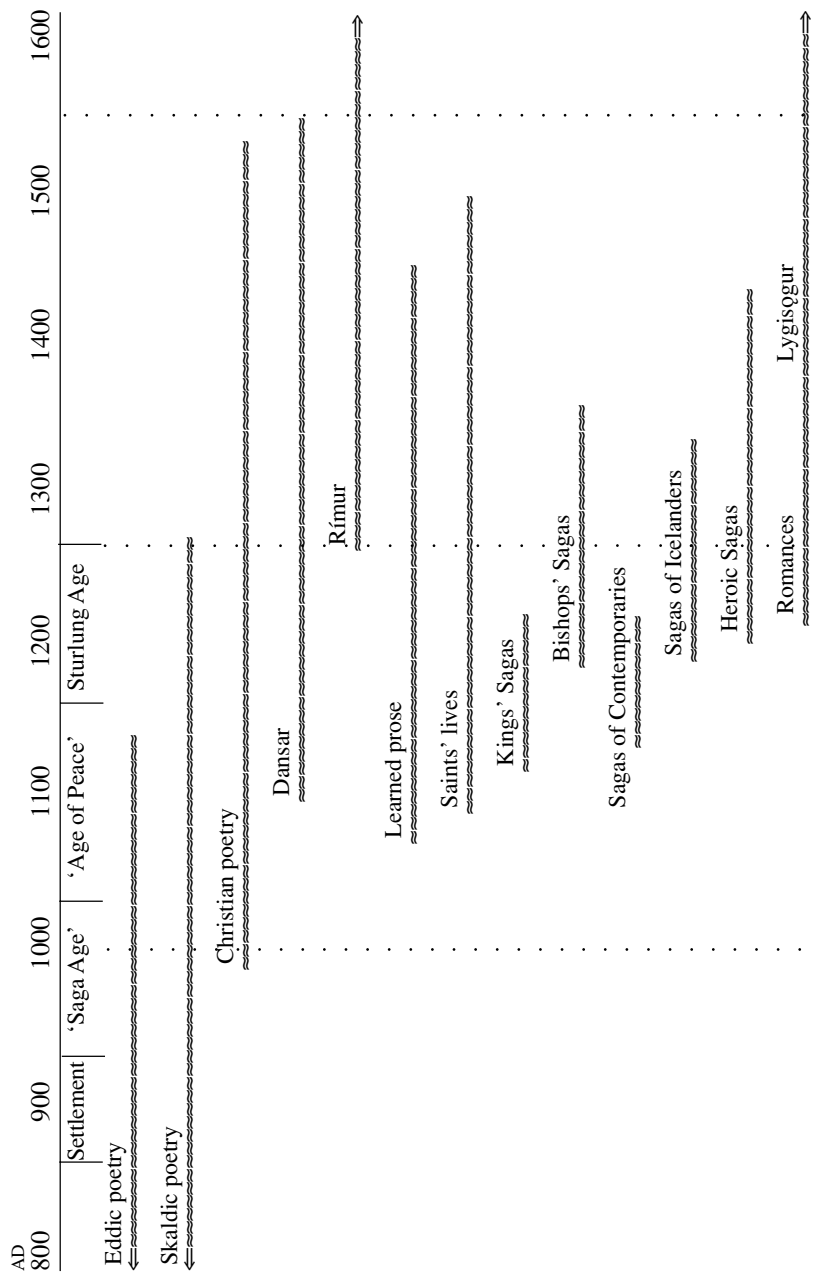 AD
800 900 1000 1100 1200 1300 1400 1500 1600
Settlement ‘Saga Age’ ‘Age of Peace’ Sturlung Age
Eddic poetry
Skaldic poetry
Christian poetry
Dansar
Rímur
Learned prose
Saints’ lives
Kings’ Sagas
Bishops’ Sagas
Sagas of Contemporaries
Sagas of Icelanders
Heroic Sagas
Romances Lygisǫgur